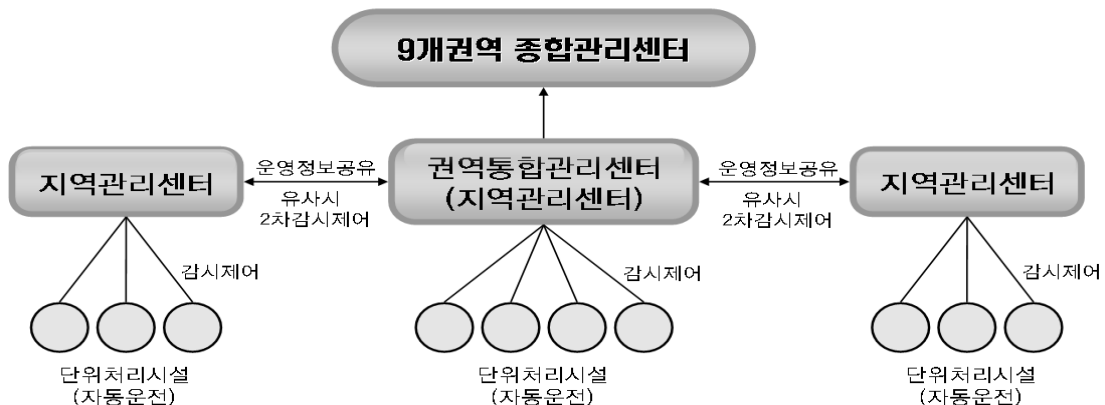 9개권역 종합관리센터
지역관리센터
운영정보공유
유사시
2차감시제어
권역통합관리센터
(지역관리센터)
운영정보공유
유사시
2차감시제어
지역관리센터
감시제어
감시제어
감시제어
단위처리시설
(자동운전)
단위처리시설
(자동운전)
단위처리시설
(자동운전)